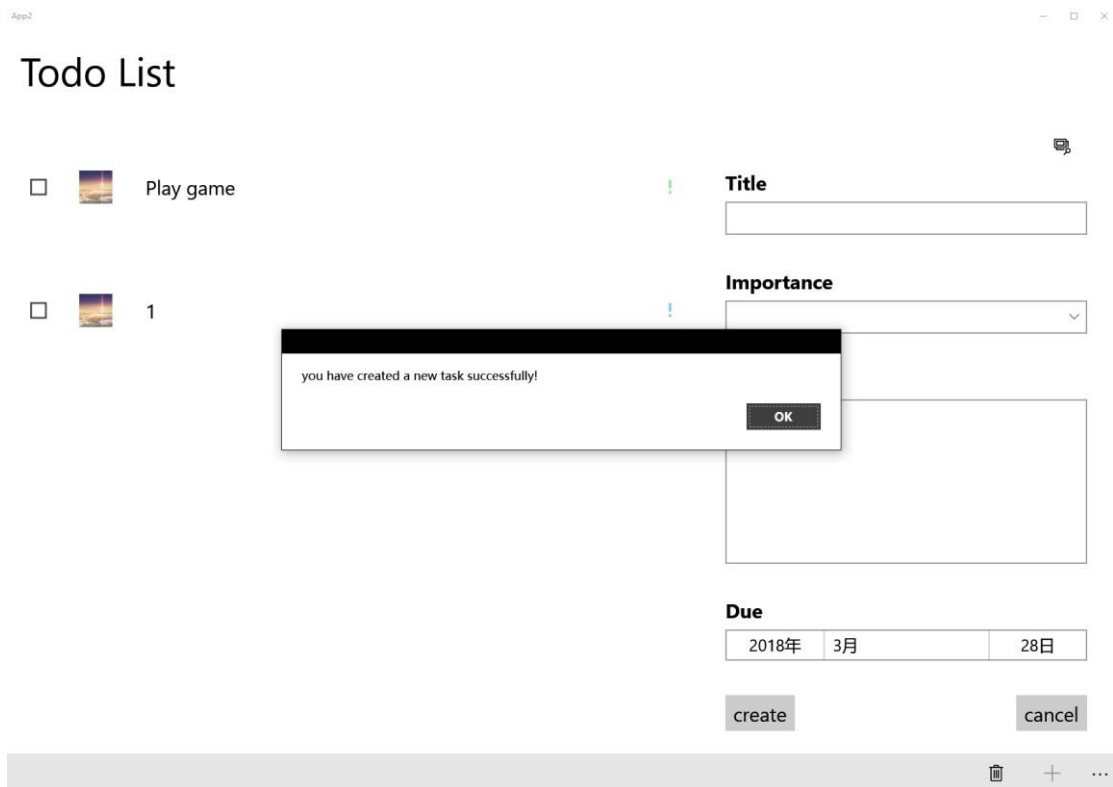 App2
Todo List
Play game
!
Title
Importance
1
!
you have created a new task successfully!
OK
Due
2018年 3月 28日
create cancel